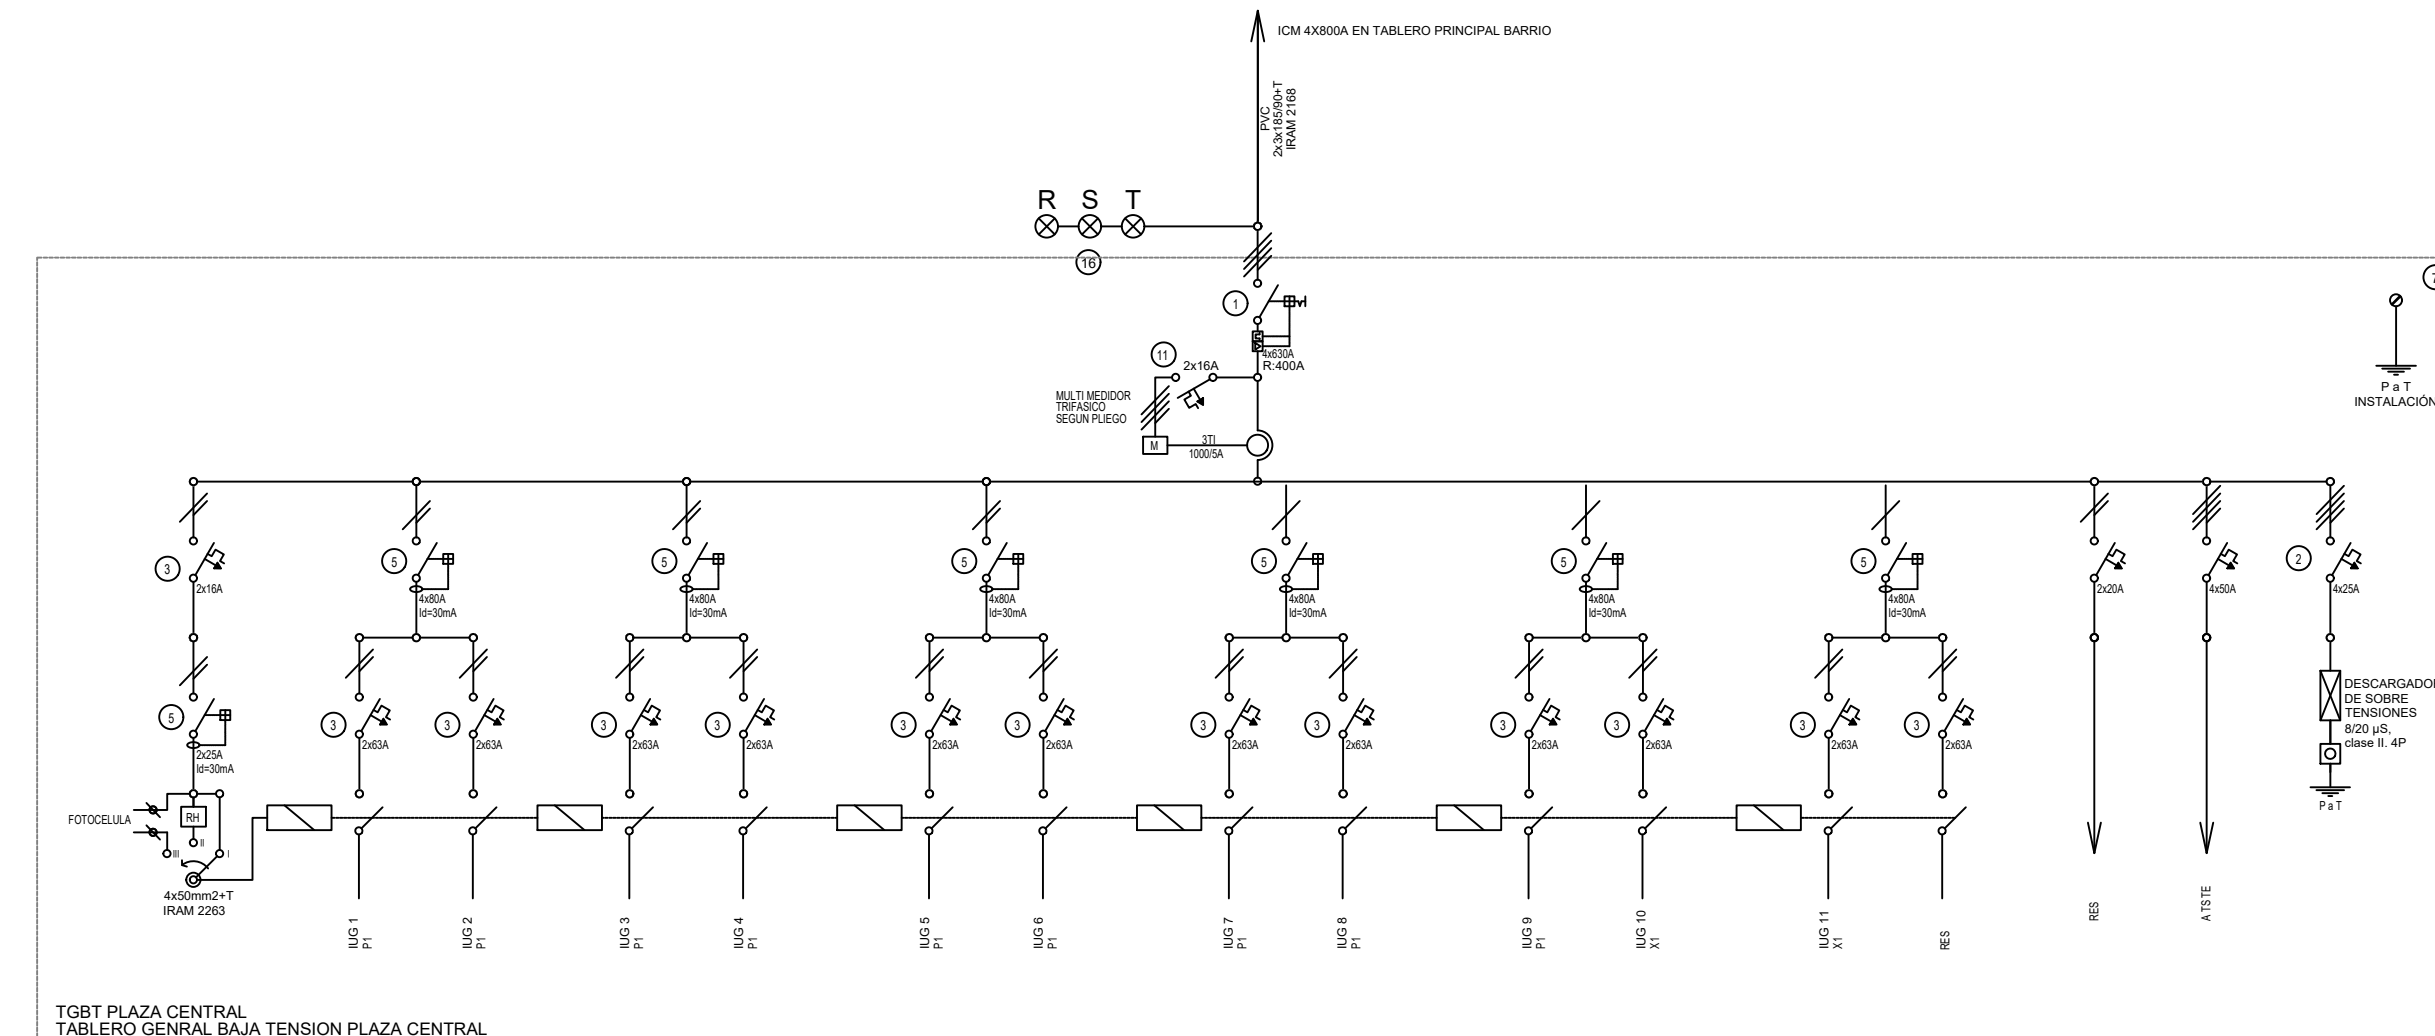 ICM 4X800A EN TABLERO PRINCIPAL BARRIO
PVC
2x3x185/90+T
IRAM 2168
R S T
16
7
1
4x630A
R:400A
11
2x16A
MULTI MEDIDOR
TRIFASICO
SEGUN PLIEGO
M
3TI
1000/5A
P a T
INSTALACIÓN
3
2x16A
5
4x80A
Id=30mA
5
4x80A
Id=30mA
5
4x80A
Id=30mA
5
4x80A
Id=30mA
5
4x80A
Id=30mA
5
4x80A
Id=30mA
2x20A
4x50A
2
4x25A
5
2x25A
Id=30mA
3
2x63A
3
2x63A
3
2x63A
3
2x63A
3
2x63A
3
2x63A
3
2x63A
3
2x63A
3
2x63A
3
2x63A
3
2x63A
3
2x63A
DESCARGADOR
DE SOBRE
TENSIONES
8/20 µS,
clase II. 4P
P a T
FOTOCELULA
RH
III
II
I
4x50mm2+T
IRAM 2263
IUG 1
P1
IUG 2
P1
IUG 3
P1
IUG 4
P1
IUG 5
P1
IUG 6
P1
IUG 7
P1
IUG 8
P1
IUG 9
P1
IUG 10
X1
IUG 11
X1
RES
RES
A TS TE
TGBT PLAZA CENTRAL
TABLERO GENRAL BAJA TENSION PLAZA CENTRAL